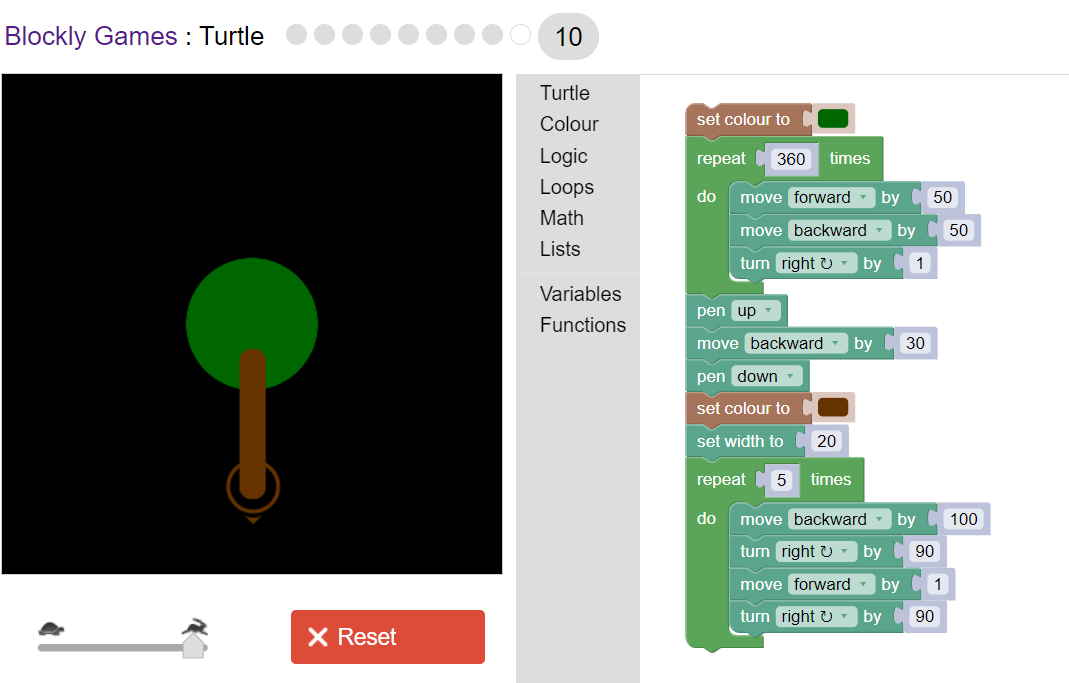 Blockly Games : Turtle 10
Turtle
Colour
Logic
Loops
Math
Lists
Variables
Functions
set colour to
repeat 360 times
do move forward by 50
move backward by 50
turn right ↻ by 1
pen up
move backward by 30
pen down
set colour to
set width to 20
repeat 5 times
do move backward by 100
turn right ↻ by 90
move forward by 1
turn right ↻ by 90
Reset